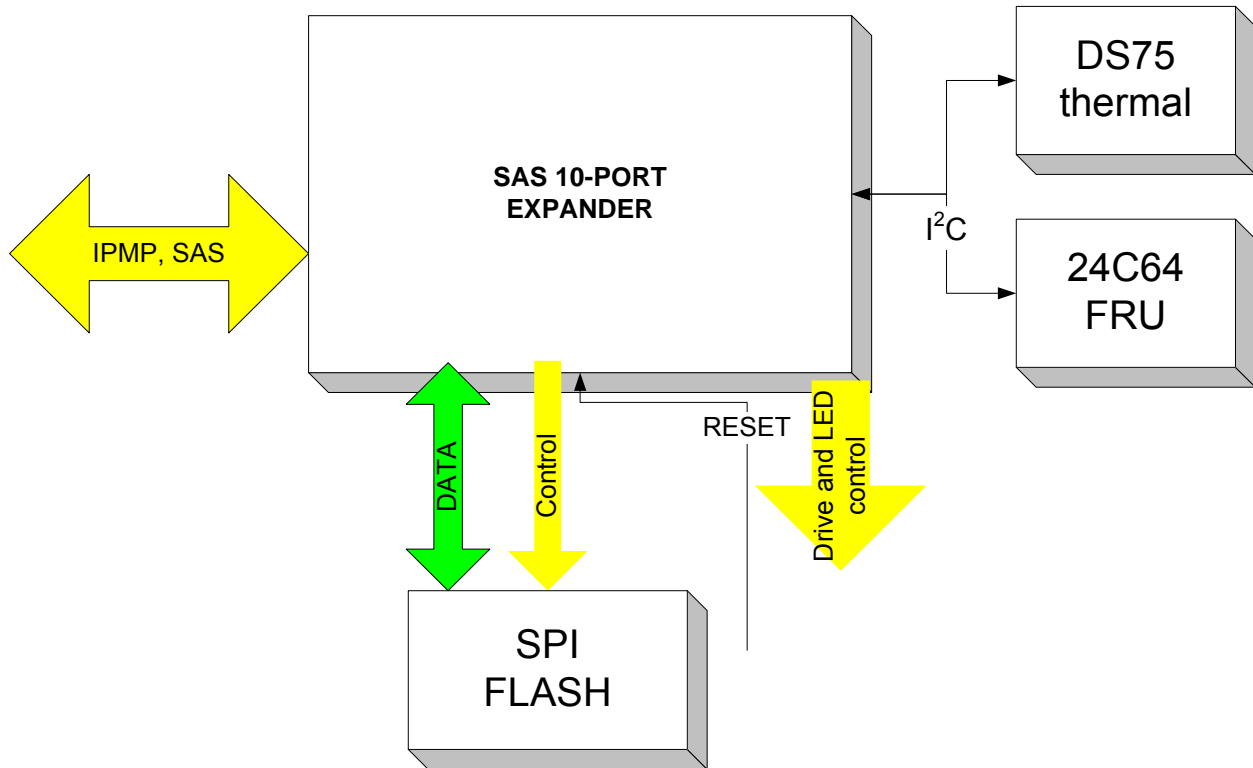 DS75
thermal
SAS 10-PORT
EXPANDER
I²C
IPMP, SAS
24C64
FRU
DATA
Control
RESET
Drive and LED
control
SPI
FLASH